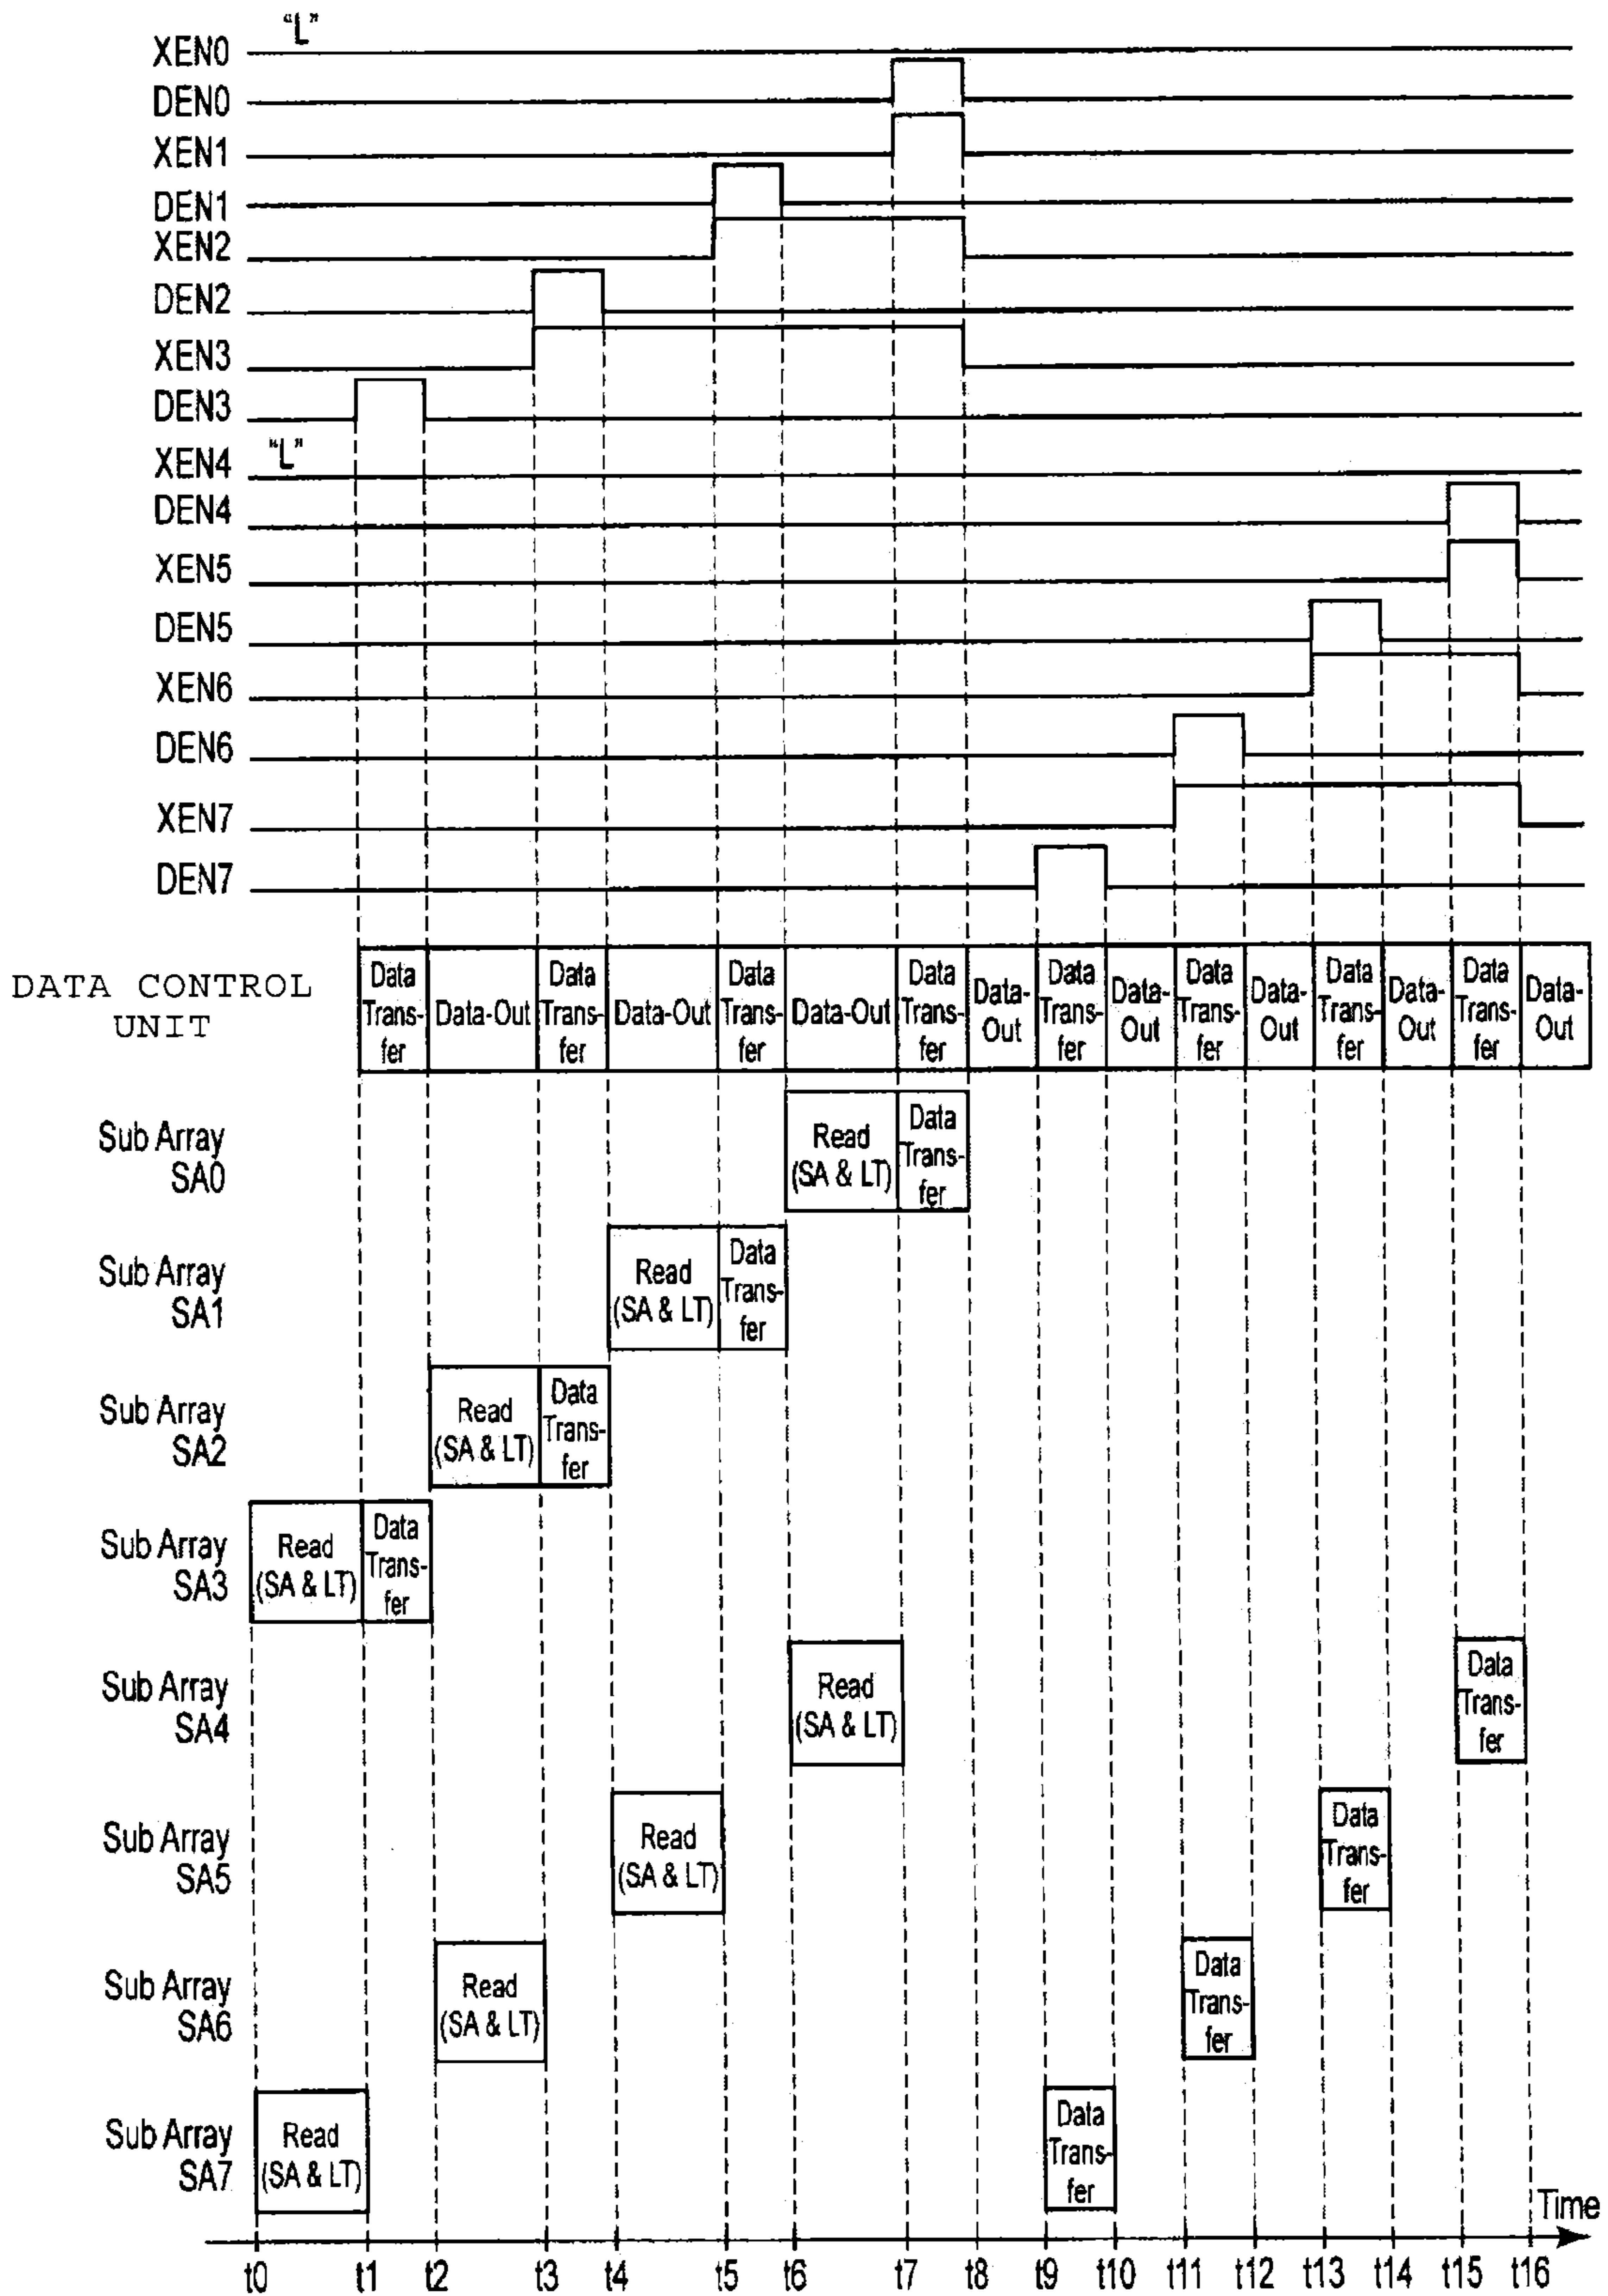 "L"
XEN0
DEN0
XEN1
DEN1
XEN2
DEN2
XEN3
DEN3
"L"
XEN4
DEN4
XEN5
DEN5
XEN6
DEN6
XEN7
DEN7
DATA CONTROL
UNIT
Data
Trans-
fer
Data-Out
Data
Trans-
fer
Data-Out
Data
Trans-
fer
Data-Out
Data
Trans-
fer
Data-
Out
Data
Trans-
fer
Data-
Out
Data
Trans-
fer
Data-
Out
Data
Trans-
fer
Data-
Out
Data
Trans-
fer
Data-
Out
Sub Array
SA0
Read
(SA & LT)
Data
Trans-
fer
Sub Array
SA1
Read
(SA & LT)
Data
Trans-
fer
Sub Array
SA2
Read
(SA & LT)
Data
Trans-
fer
Sub Array
SA3
Read
(SA & LT)
Data
Trans-
fer
Sub Array
SA4
Read
(SA & LT)
Data
Trans-
fer
Sub Array
SA5
Read
(SA & LT)
Data
Trans-
fer
Sub Array
SA6
Read
(SA & LT)
Data
Trans-
fer
Sub Array
SA7
Read
(SA & LT)
Data
Trans-
fer
Time
t0 t1 t2 t3 t4 t5 t6 t7 t8 t9 t10 t11 t12 t13 t14 t15 t16